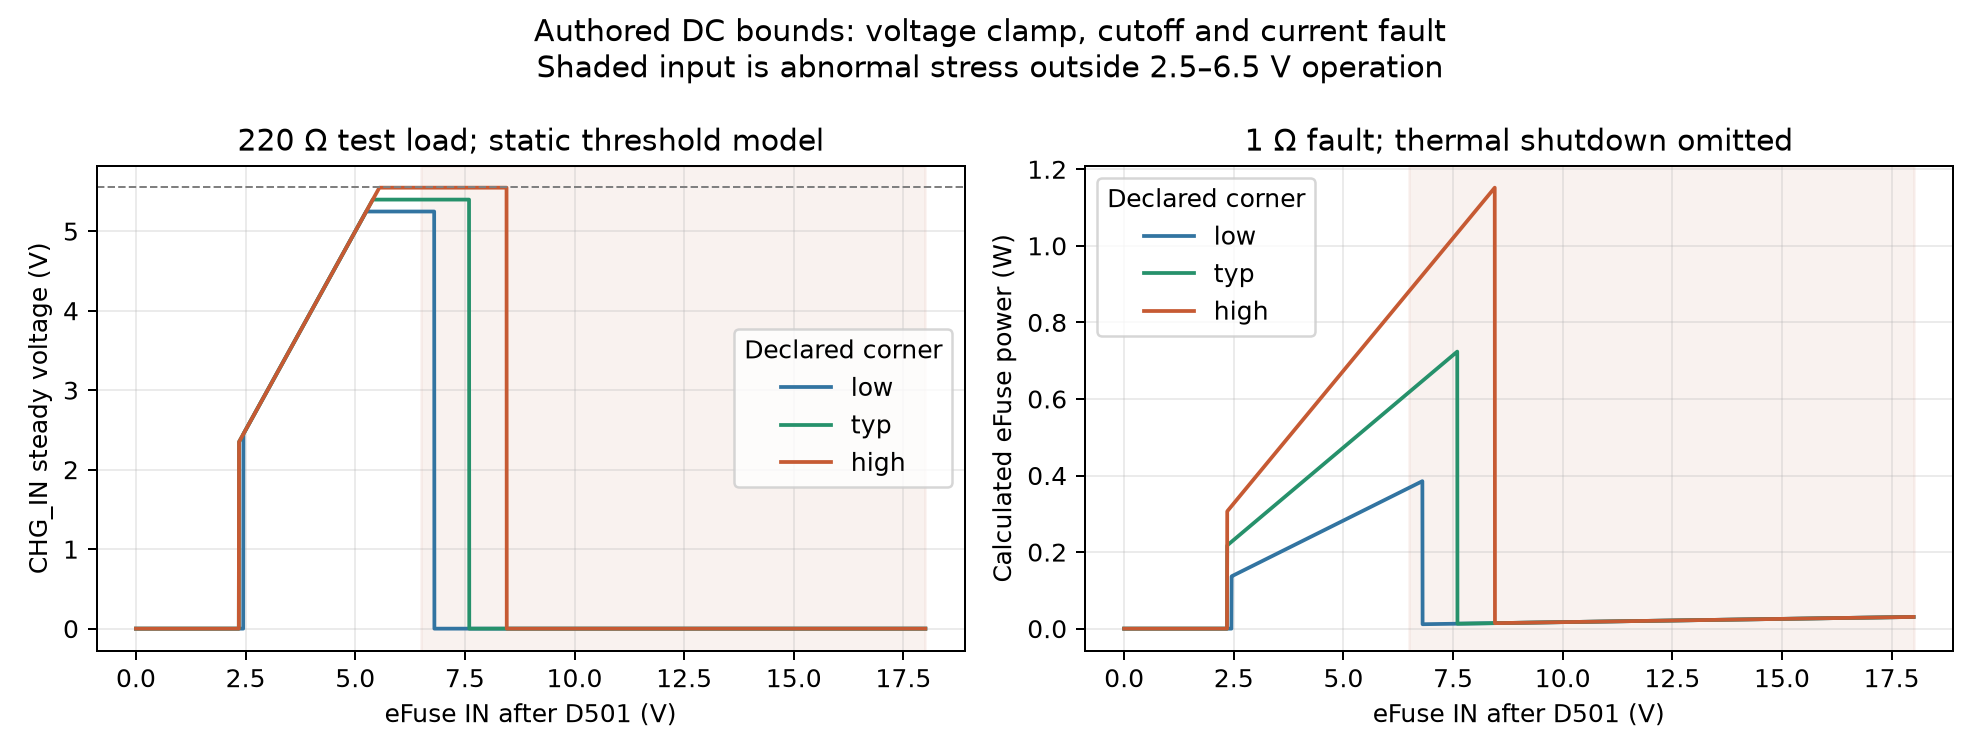 Authored DC bounds: voltage clamp, cutoff and current fault
Shaded input is abnormal stress outside 2.5–6.5 V operation
220 Ω test load; static threshold model
CHG_IN steady voltage (V)
5
4
3
2
1
0
Declared corner
low
typ
high
0.0 2.5 5.0 7.5 10.0 12.5 15.0 17.5
eFuse IN after D501 (V)
1 Ω fault; thermal shutdown omitted
Calculated eFuse power (W)
1.2
1.0
0.8
0.6
0.4
0.2
0.0
Declared corner
low
typ
high
0.0 2.5 5.0 7.5 10.0 12.5 15.0 17.5
eFuse IN after D501 (V)